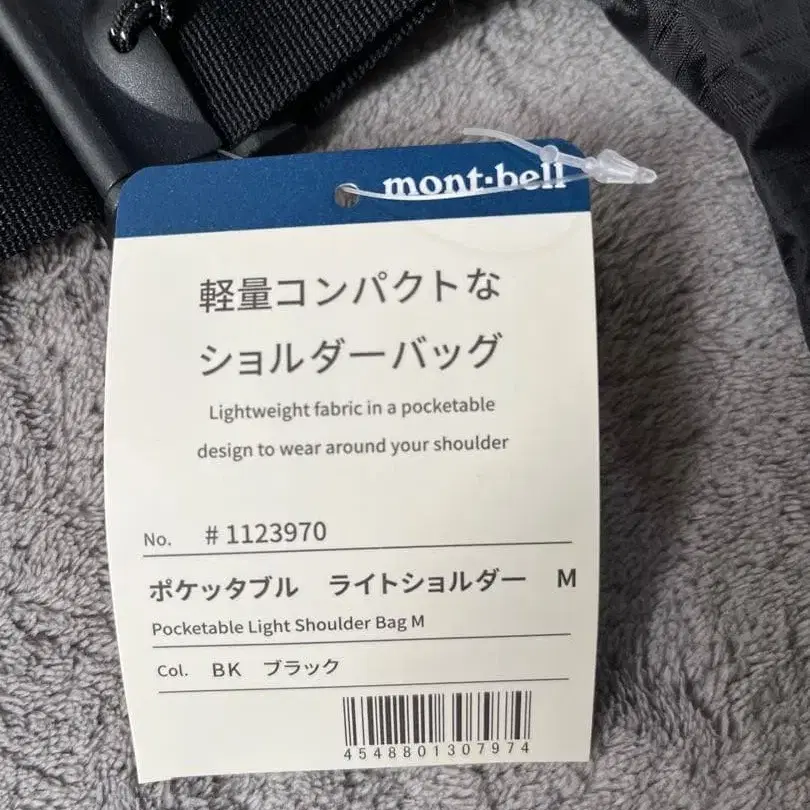 mont-bell
軽量コンパクトな
ショルダーバッグ
Lightweight fabric in a pocketable
design to wear around your shoulder
No. #1123970
ポケッタブル ライトショルダー M
Pocketable Light Shoulder Bag M
Col. BK ブラック
4548801307974